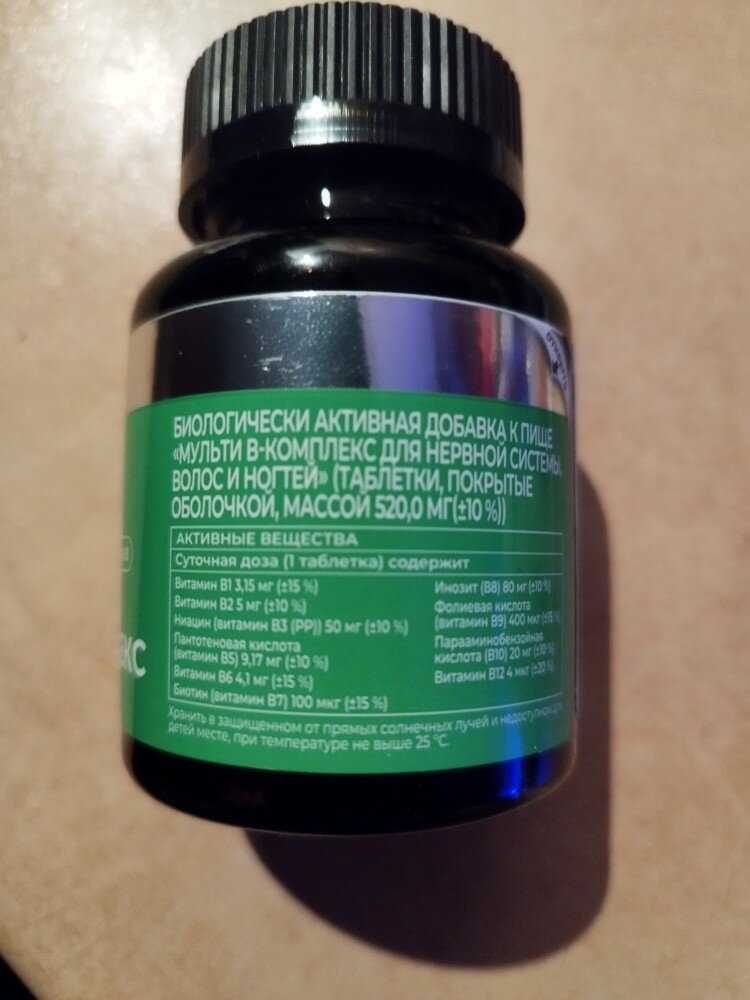 БИОЛОГИЧЕСКИ АКТИВНАЯ ДОБАВКА К ПИЩЕ
«МУЛЬТИ В-КОМПЛЕКС ДЛЯ НЕРВНОЙ СИСТЕМЫ,
ВОЛОС И НОГТЕЙ» (ТАБЛЕТКИ, ПОКРЫТЫЕ
ОБОЛОЧКОЙ, МАССОЙ 520,0 МГ(±10 %))
АКТИВНЫЕ ВЕЩЕСТВА
Суточная доза (1 таблетка) содержит
Витамин В1 3,15 мг (±15 %)
Витамин В2 5 мг (±10 %)
Ниацин (витамин В3 (РР)) 50 мг (±10 %)
Пантотеновая кислота
(витамин В5) 9,17 мг (±10 %)
Витамин В6 4,1 мг (±15 %)
Биотин (витамин В7) 100 мкг (±15 %)
Инозит (В8) 80 мг (±10 %)
Фолиевая кислота
(витамин В9) 400 мкг (±15 %)
Парааминобензойная
кислота (В10) 20 мг (±10 %)
Витамин В12 4 мкг (±20 %)
Хранить в защищенном от прямых солнечных лучей и недоступном для
детей месте, при температуре не выше 25 °С